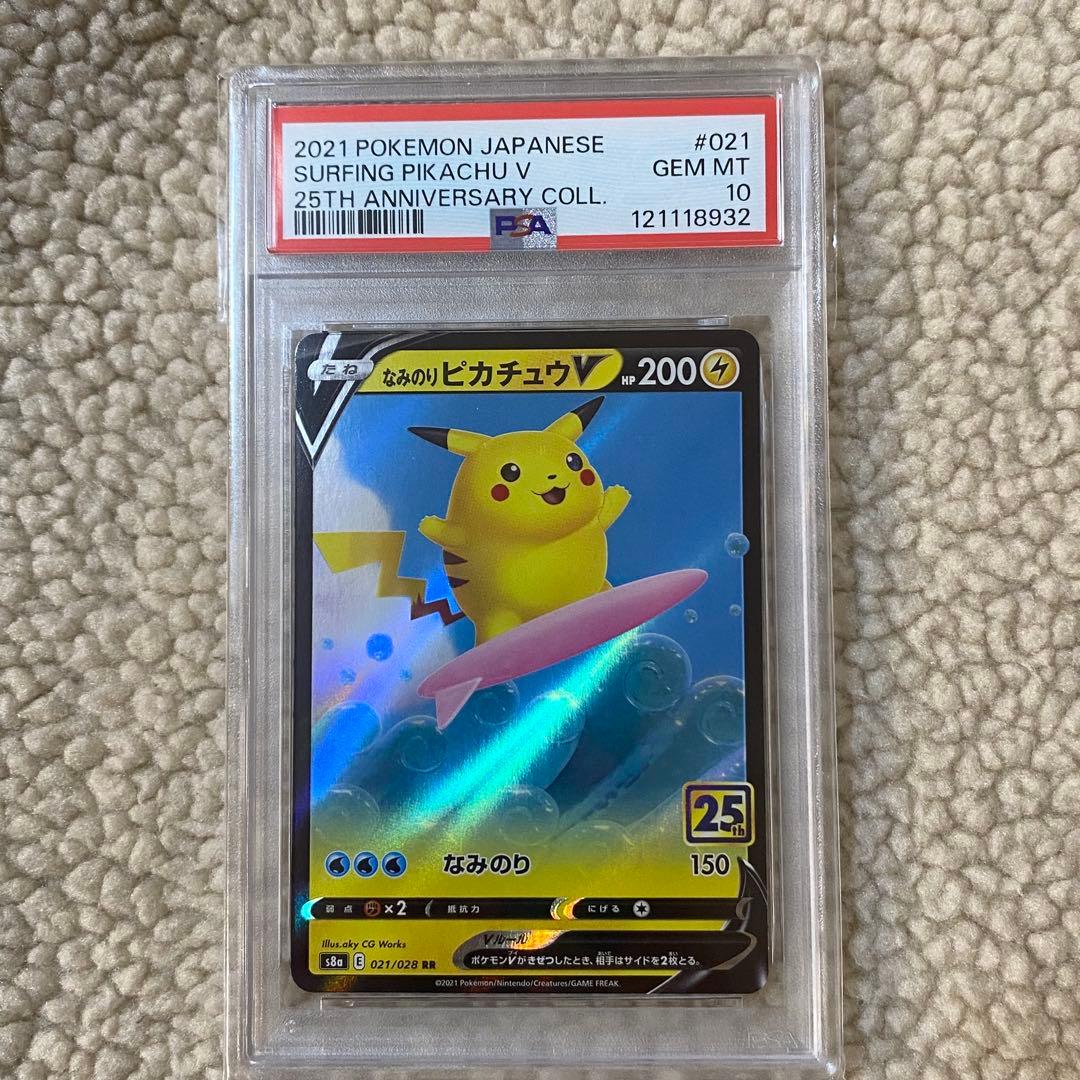 2021 POKEMON JAPANESE #021
SURFING PIKACHU V GEM MT
25TH ANNIVERSARY COLL. 10
PSA 121118932
たね なみのりピカチュウV HP 200
25th
なみのり 150
弱点 ×2 抵抗力 にげる
Illus.aky CG Works
Vルール
ポケモンVがきぜつしたとき、相手はサイドを2枚とる。
s8a E 021/028 RR
©2021 Pokémon/Nintendo/Creatures/GAME FREAK.
PSA